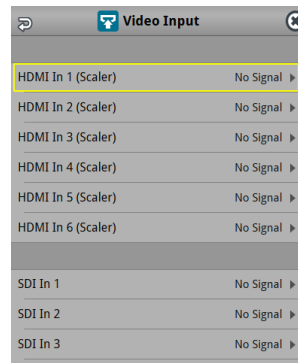 Video Input
HDMI In 1 (Scaler) No Signal
HDMI In 2 (Scaler) No Signal
HDMI In 3 (Scaler) No Signal
HDMI In 4 (Scaler) No Signal
HDMI In 5 (Scaler) No Signal
HDMI In 6 (Scaler) No Signal
SDI In 1 No Signal
SDI In 2 No Signal
SDI In 3 No Signal